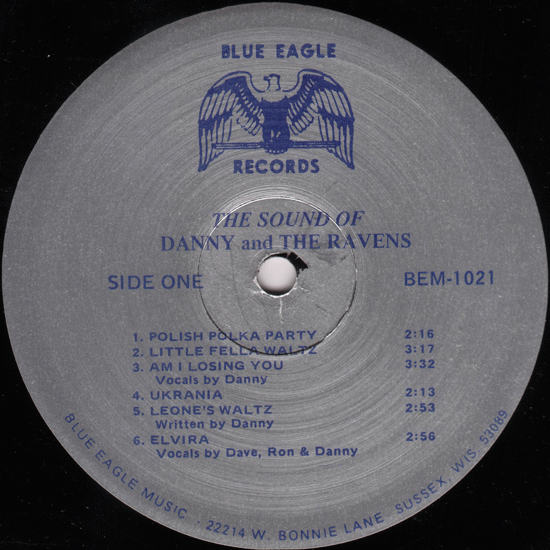 BLUE EAGLE
RECORDS
THE SOUND OF
DANNY and THE RAVENS
SIDE ONE
BEM-1021
1. POLISH POLKA PARTY 2:16
2. LITTLE FELLA WALTZ 3:17
3. AM I LOSING YOU 3:32
Vocals by Danny
4. UKRANIA 2:13
5. LEONE'S WALTZ 2:53
Written by Danny
6. ELVIRA 2:56
Vocals by Dave, Ron & Danny
BLUE EAGLE MUSIC · 22214 W. BONNIE LANE, SUSSEX, WIS. 53089